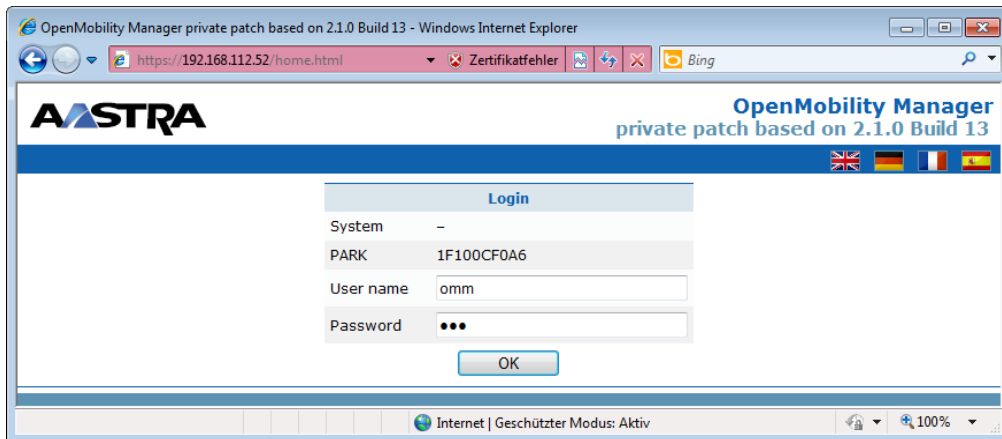 OpenMobility Manager private patch based on 2.1.0 Build 13 - Windows Internet Explorer
https://192.168.112.52/home.html Zertifikatfehler Bing
AASTRA
OpenMobility Manager
private patch based on 2.1.0 Build 13
Login
System –
PARK 1F100CF0A6
User name omm
Password •••
OK
Internet | Geschützter Modus: Aktiv 100%